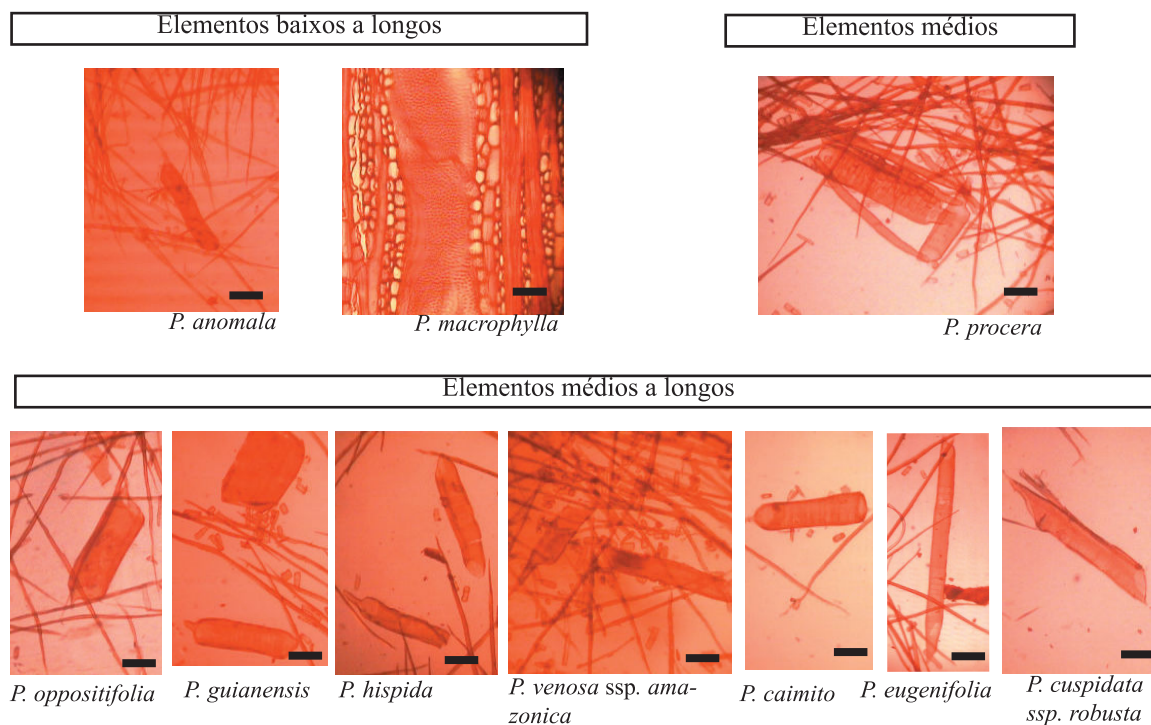 Elementos baixos a longos
Elementos médios
P. anomala
P. macrophylla
P. procera
Elementos médios a longos
P. oppositifolia
P. guianensis
P. hispida
P. venosa ssp. ama-
zonica
P. caimito
P. eugenifolia
P. cuspidata
ssp. robusta